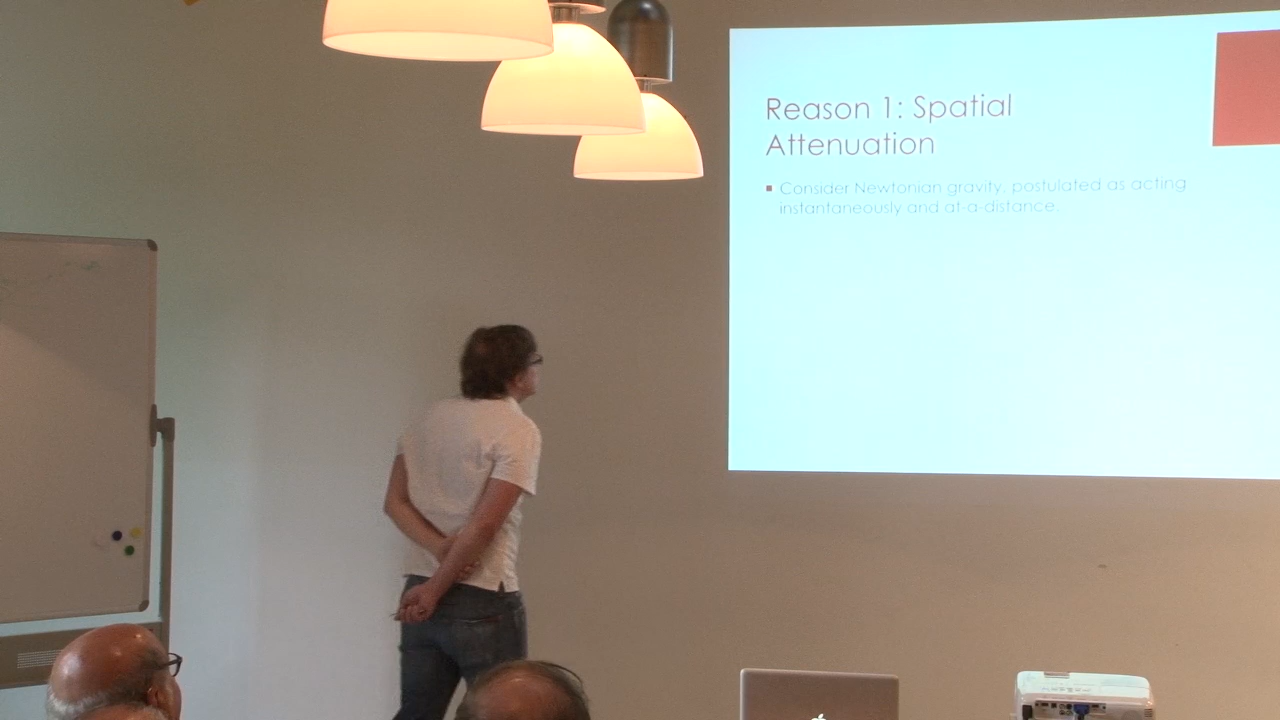 Reason 1: Spatial
Attenuation
Consider Newtonian gravity, postulated as acting
instantaneously and at-a-distance.